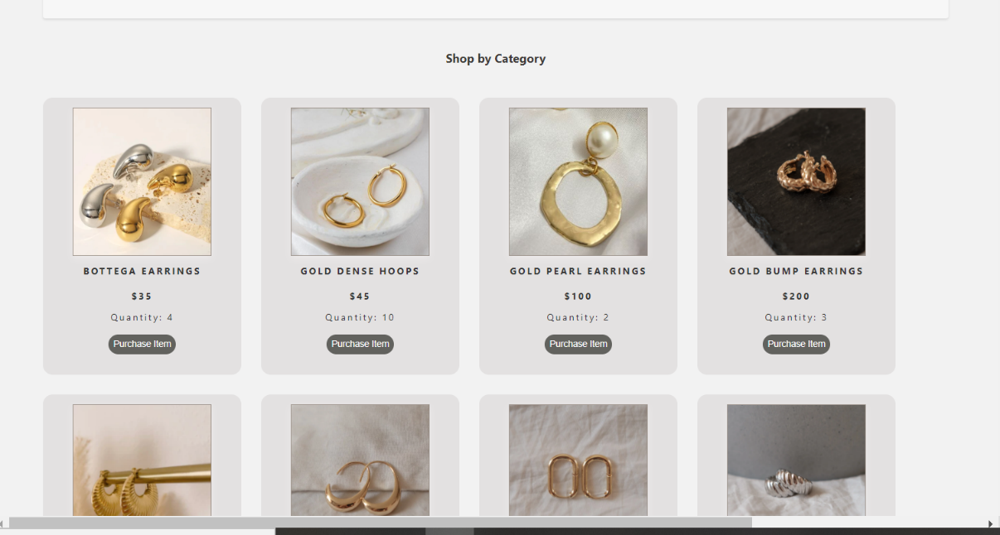 Shop by Category
BOTTEGA EARRINGS
$35
Quantity: 4
Purchase Item
GOLD DENSE HOOPS
$45
Quantity: 10
Purchase Item
GOLD PEARL EARRINGS
$100
Quantity: 2
Purchase Item
GOLD BUMP EARRINGS
$200
Quantity: 3
Purchase Item